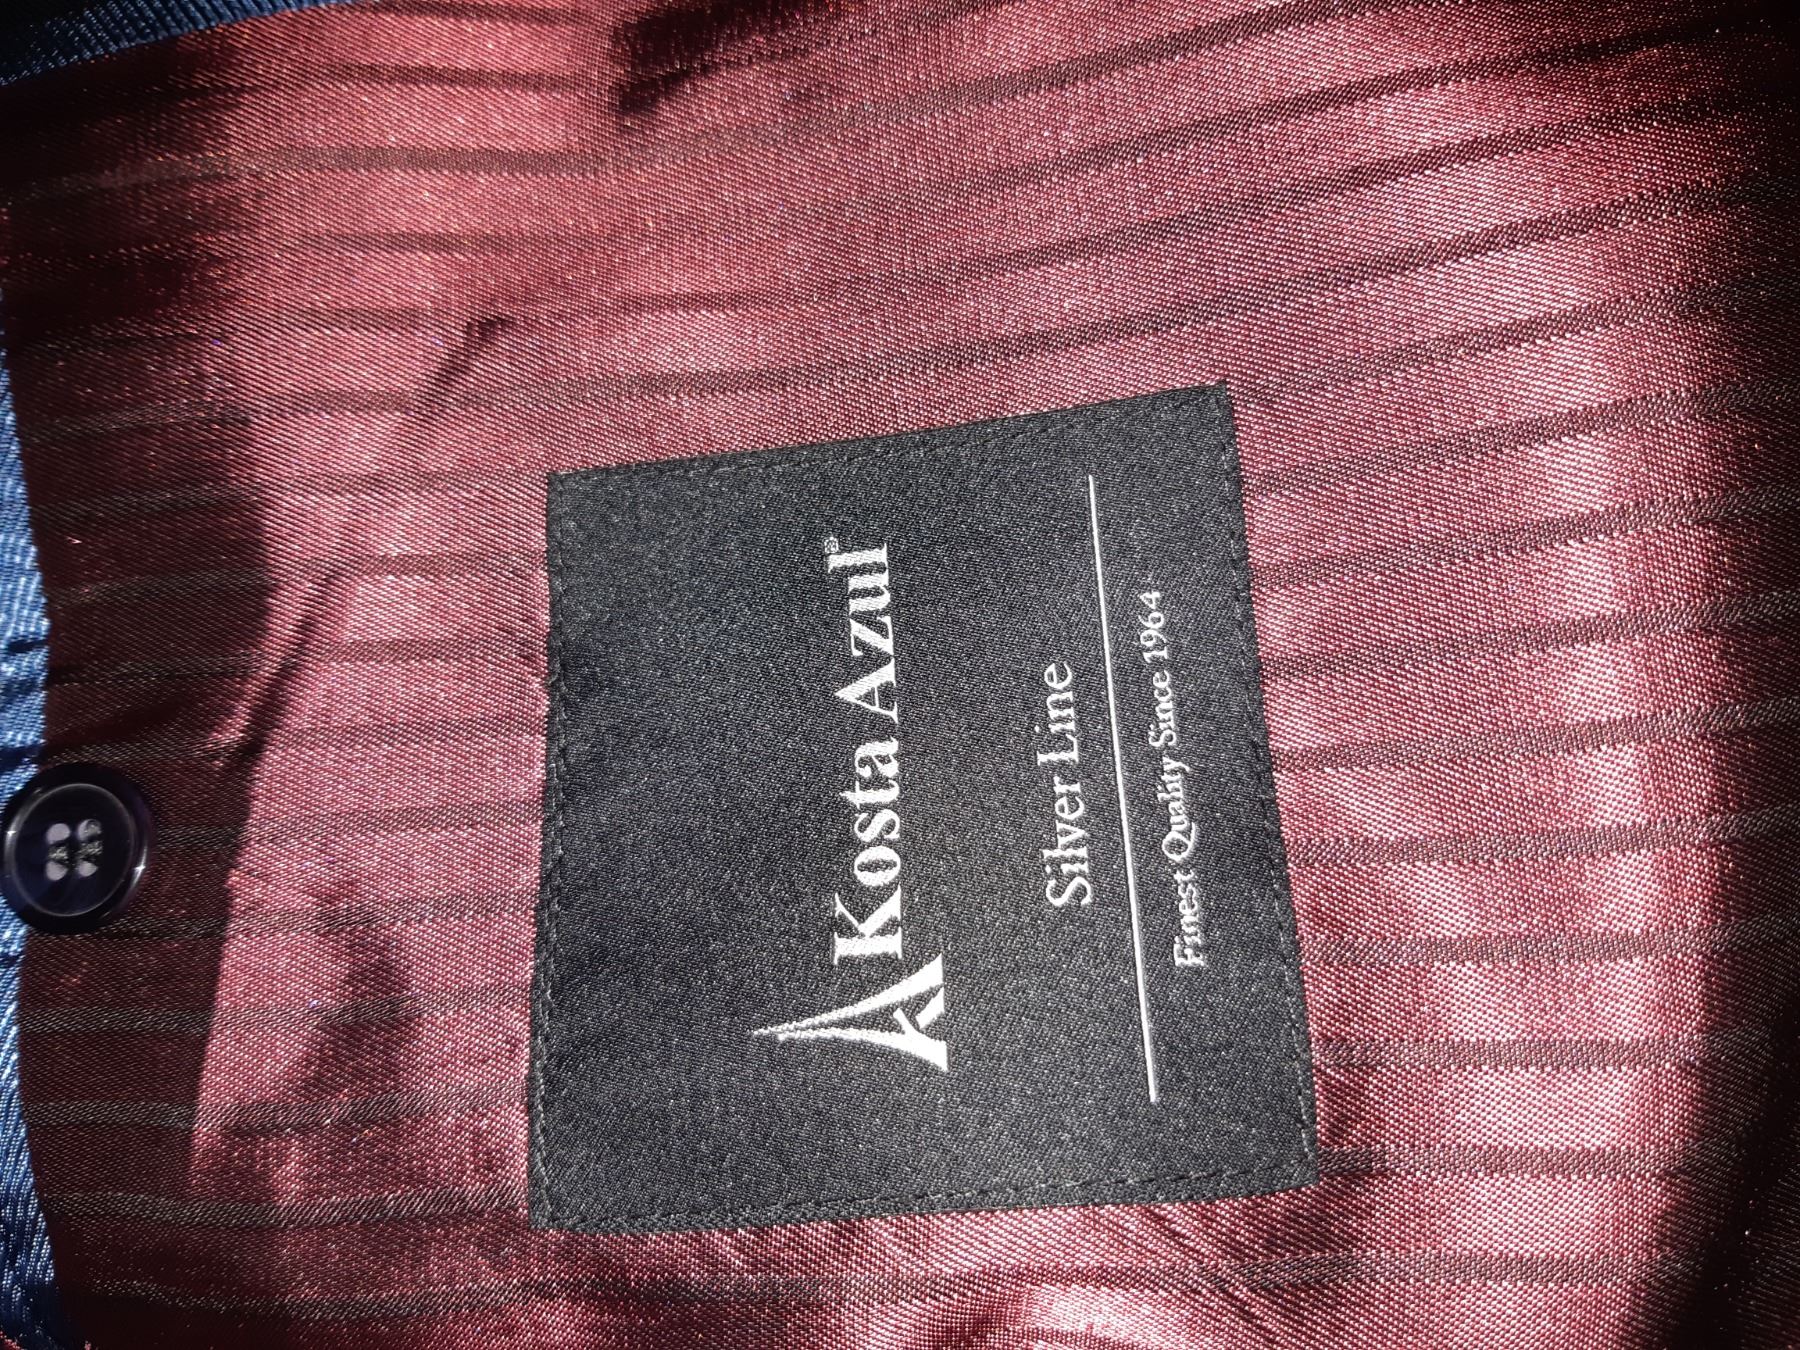 Kosta Azul®
Silver Line
Finest Quality Since 1964